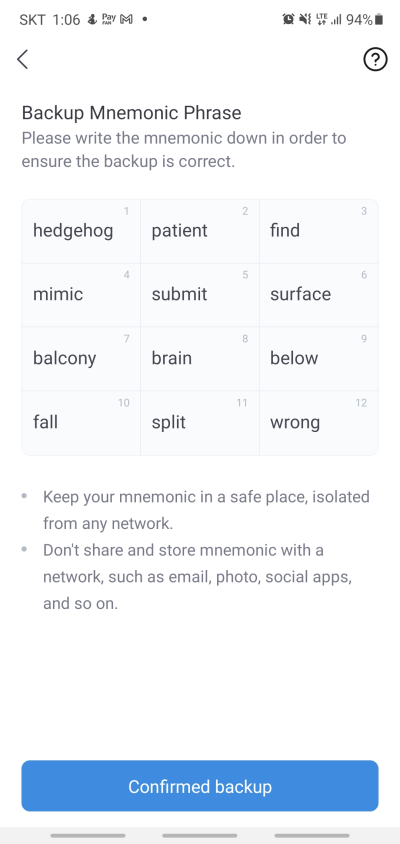 SKT 1:06 Pay
Backup Mnemonic Phrase
Please write the mnemonic down in order to
ensure the backup is correct.
1 2 3
hedgehog patient find
4 5 6
mimic submit surface
7 8 9
balcony brain below
10 11 12
fall split wrong
Keep your mnemonic in a safe place, isolated
from any network.
Don't share and store mnemonic with a
network, such as email, photo, social apps,
and so on.
Confirmed backup
LTE 94%